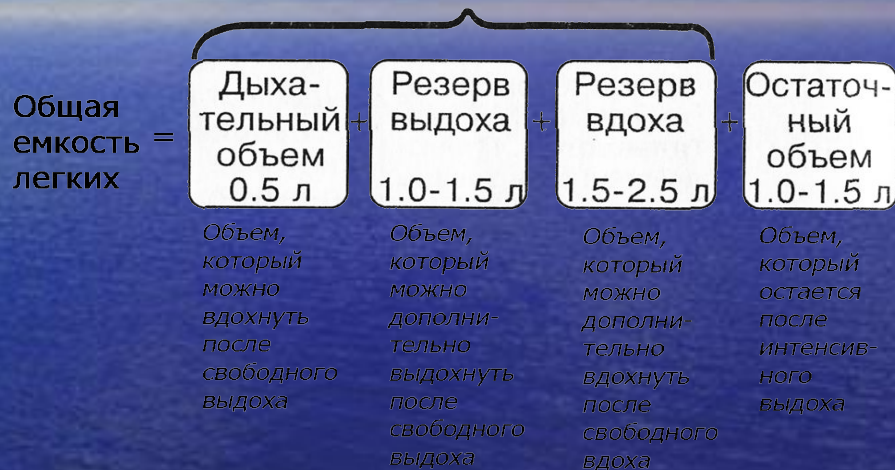 Общая
емкость =
легких
Дыха-
тельный
объем
0.5 л
+
Резерв
выдоха
1.0-1.5 л
+
Резерв
вдоха
1.5-2.5 л
+
Остаточ-
ный
объем
1.0-1.5 л
Объем,
который
можно
вдохнуть
после
свободного
выдоха
Объем,
который
можно
дополни-
тельно
выдохнуть
после
свободного
выдоха
Объем,
который
можно
дополни-
тельно
вдохнуть
после
свободного
вдоха
Объем,
который
остается
после
интенсив-
ного
выдоха